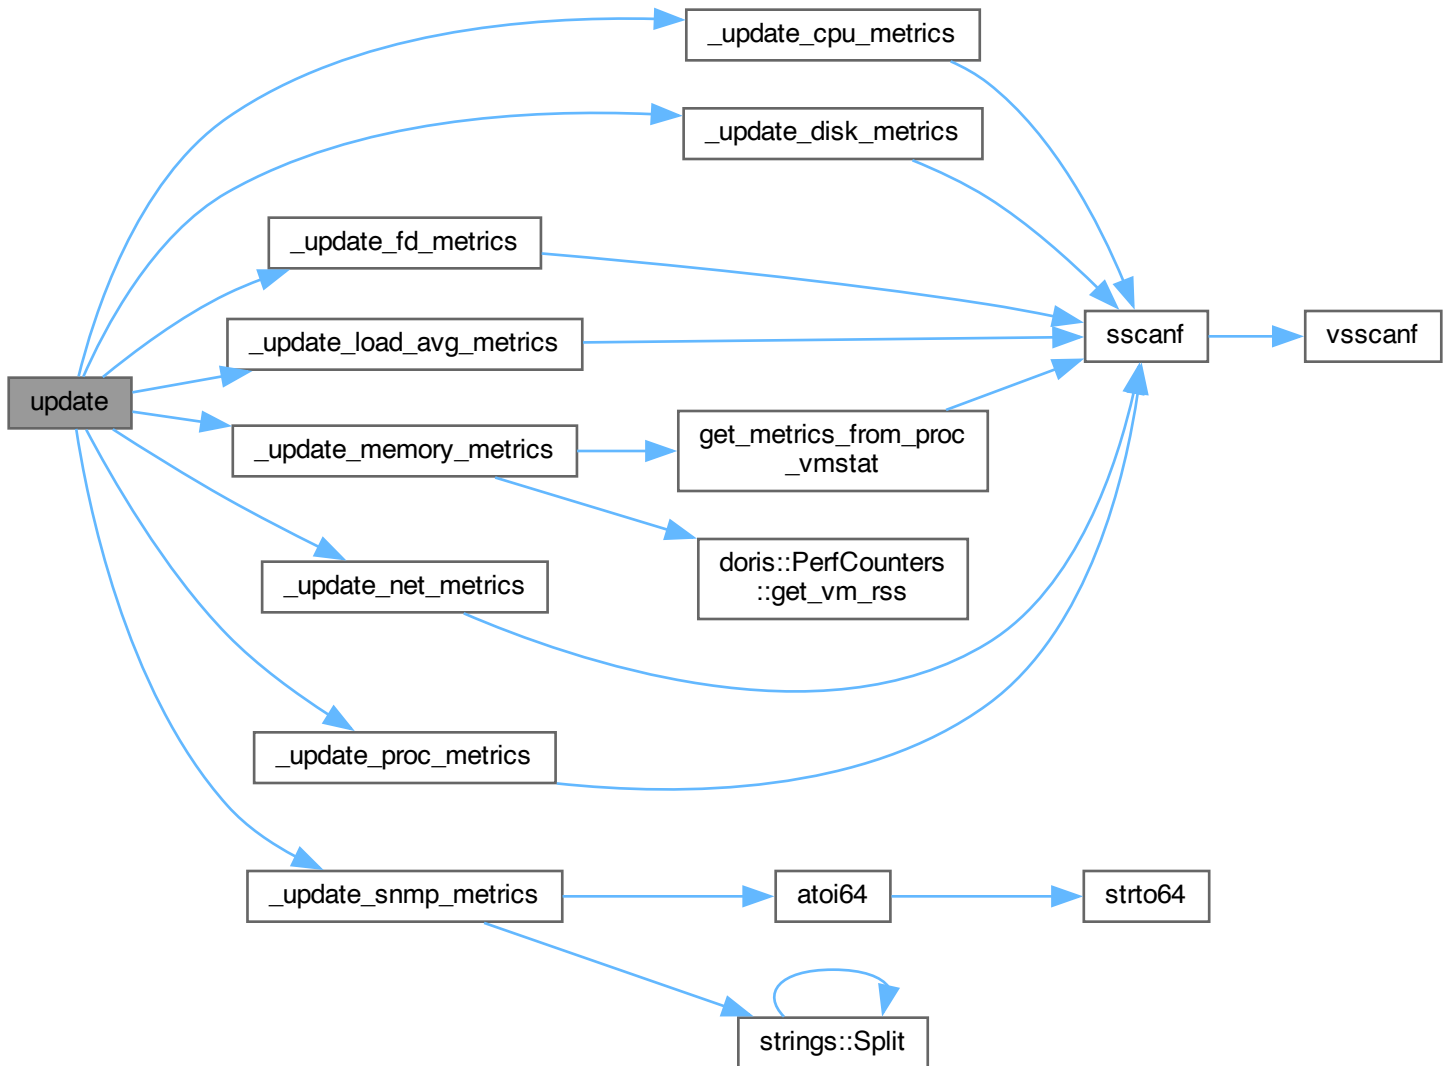 _update_cpu_metrics
_update_disk_metrics
_update_fd_metrics
_update_load_avg_metrics
sscanf
vsscanf
update
_update_memory_metrics
get_metrics_from_proc
_vmstat
doris::PerfCounters
::get_vm_rss
_update_net_metrics
_update_proc_metrics
_update_snmp_metrics
atoi64
strto64
strings::Split